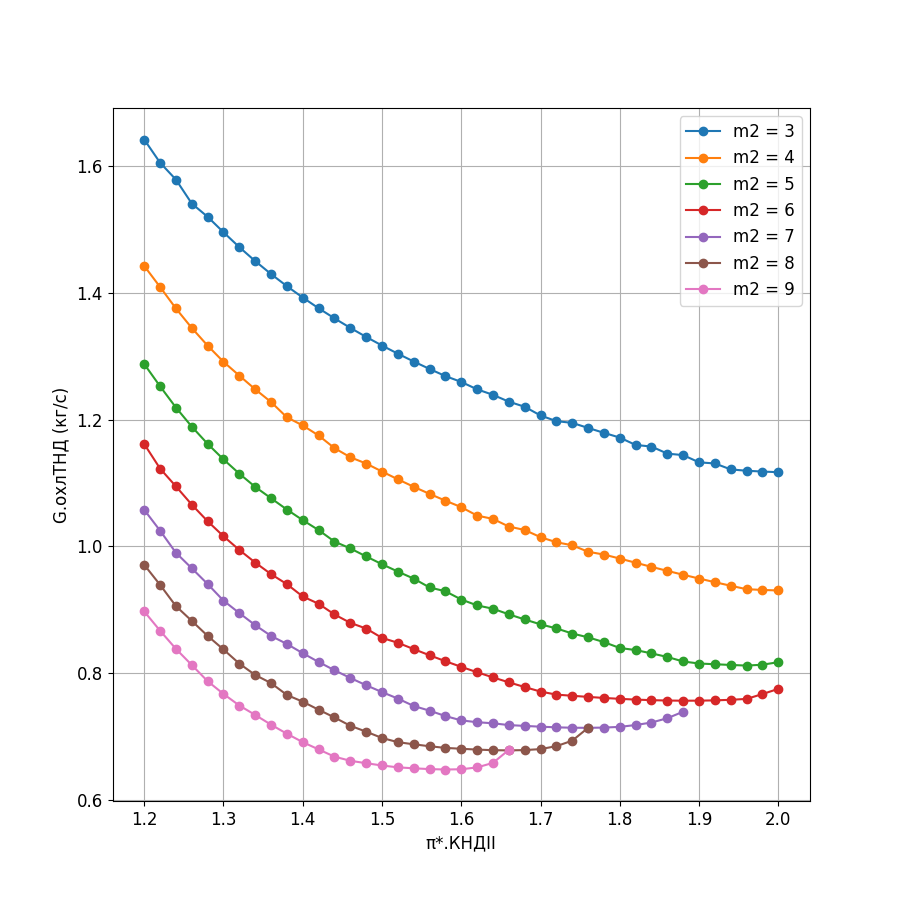 m2 = 3
m2 = 4
m2 = 5
m2 = 6
m2 = 7
m2 = 8
m2 = 9
G.охлТНД (кг/с)
1.6
1.4
1.2
1.0
0.8
0.6
1.2 1.3 1.4 1.5 1.6 1.7 1.8 1.9 2.0
π*.КНДII